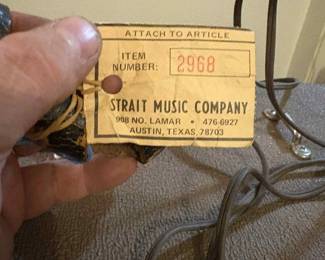 ATTACH TO ARTICLE
ITEM
NUMBER: 2968
STRAIT MUSIC COMPANY
908 NO. LAMAR • 476-6927
AUSTIN, TEXAS, 78703